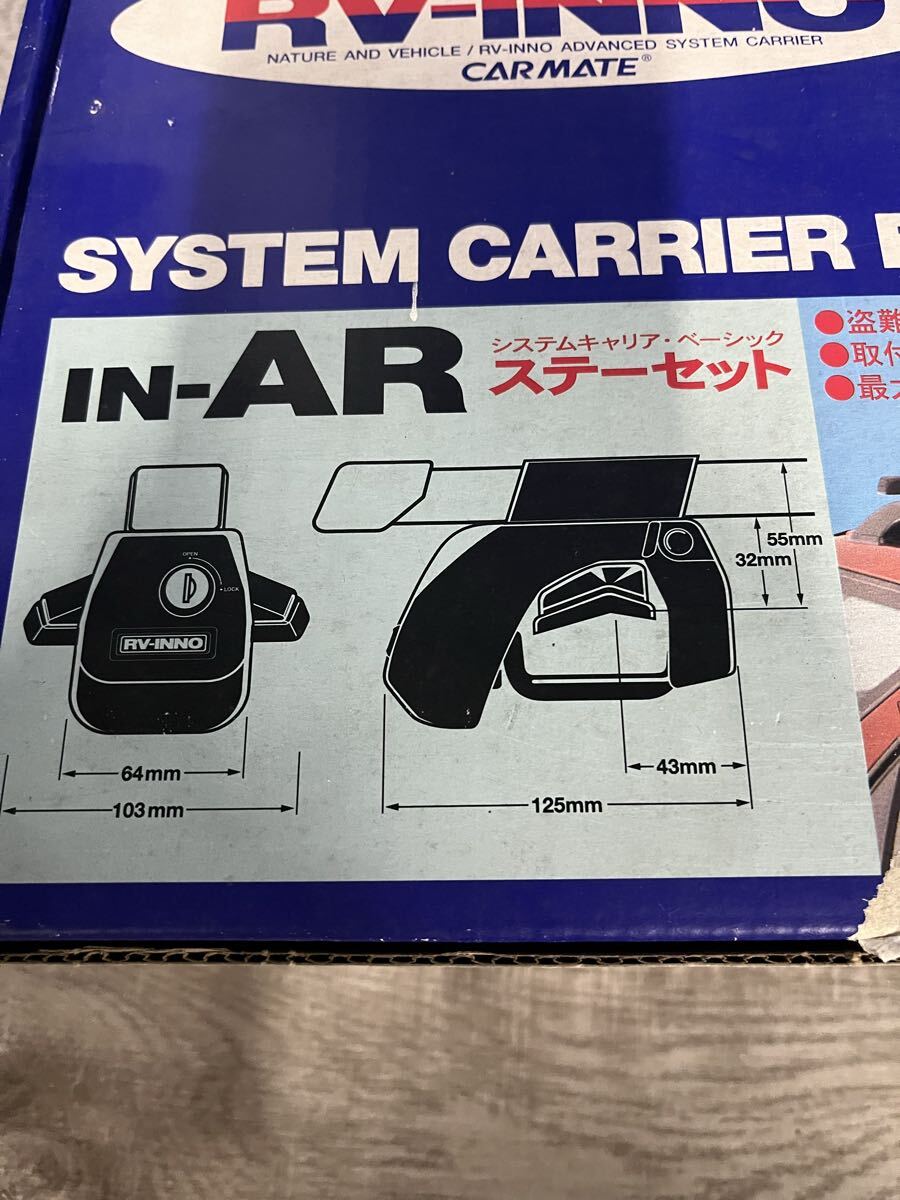 RV-INNO
NATURE AND VEHICLE / RV-INNO ADVANCED SYSTEM CARRIER
CARMATE®
SYSTEM CARRIER
IN-AR
システムキャリア・ベーシック
ステーセット
●盗難
●取付
●最大
OPEN
LOCK
RV-INNO
55mm
32mm
64mm
103mm
43mm
125mm